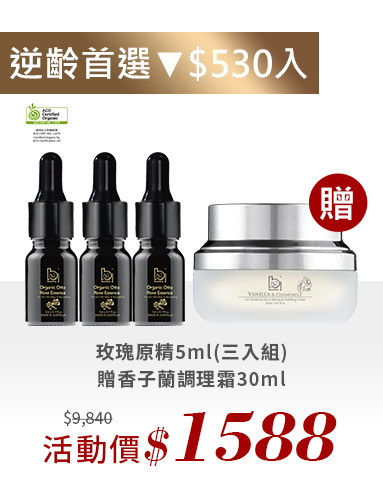 逆齡首選▼$530入
ACO
Certified
Organic
贈
b
Organic Otto
Rose Essence
b
Organic Otto
Rose Essence
b
Organic Otto
Rose Essence
b
VANILLA & CHAMOMILE
玫瑰原精5ml(三入組)
贈香子蘭調理霜30ml
$9,840
活動價$1588